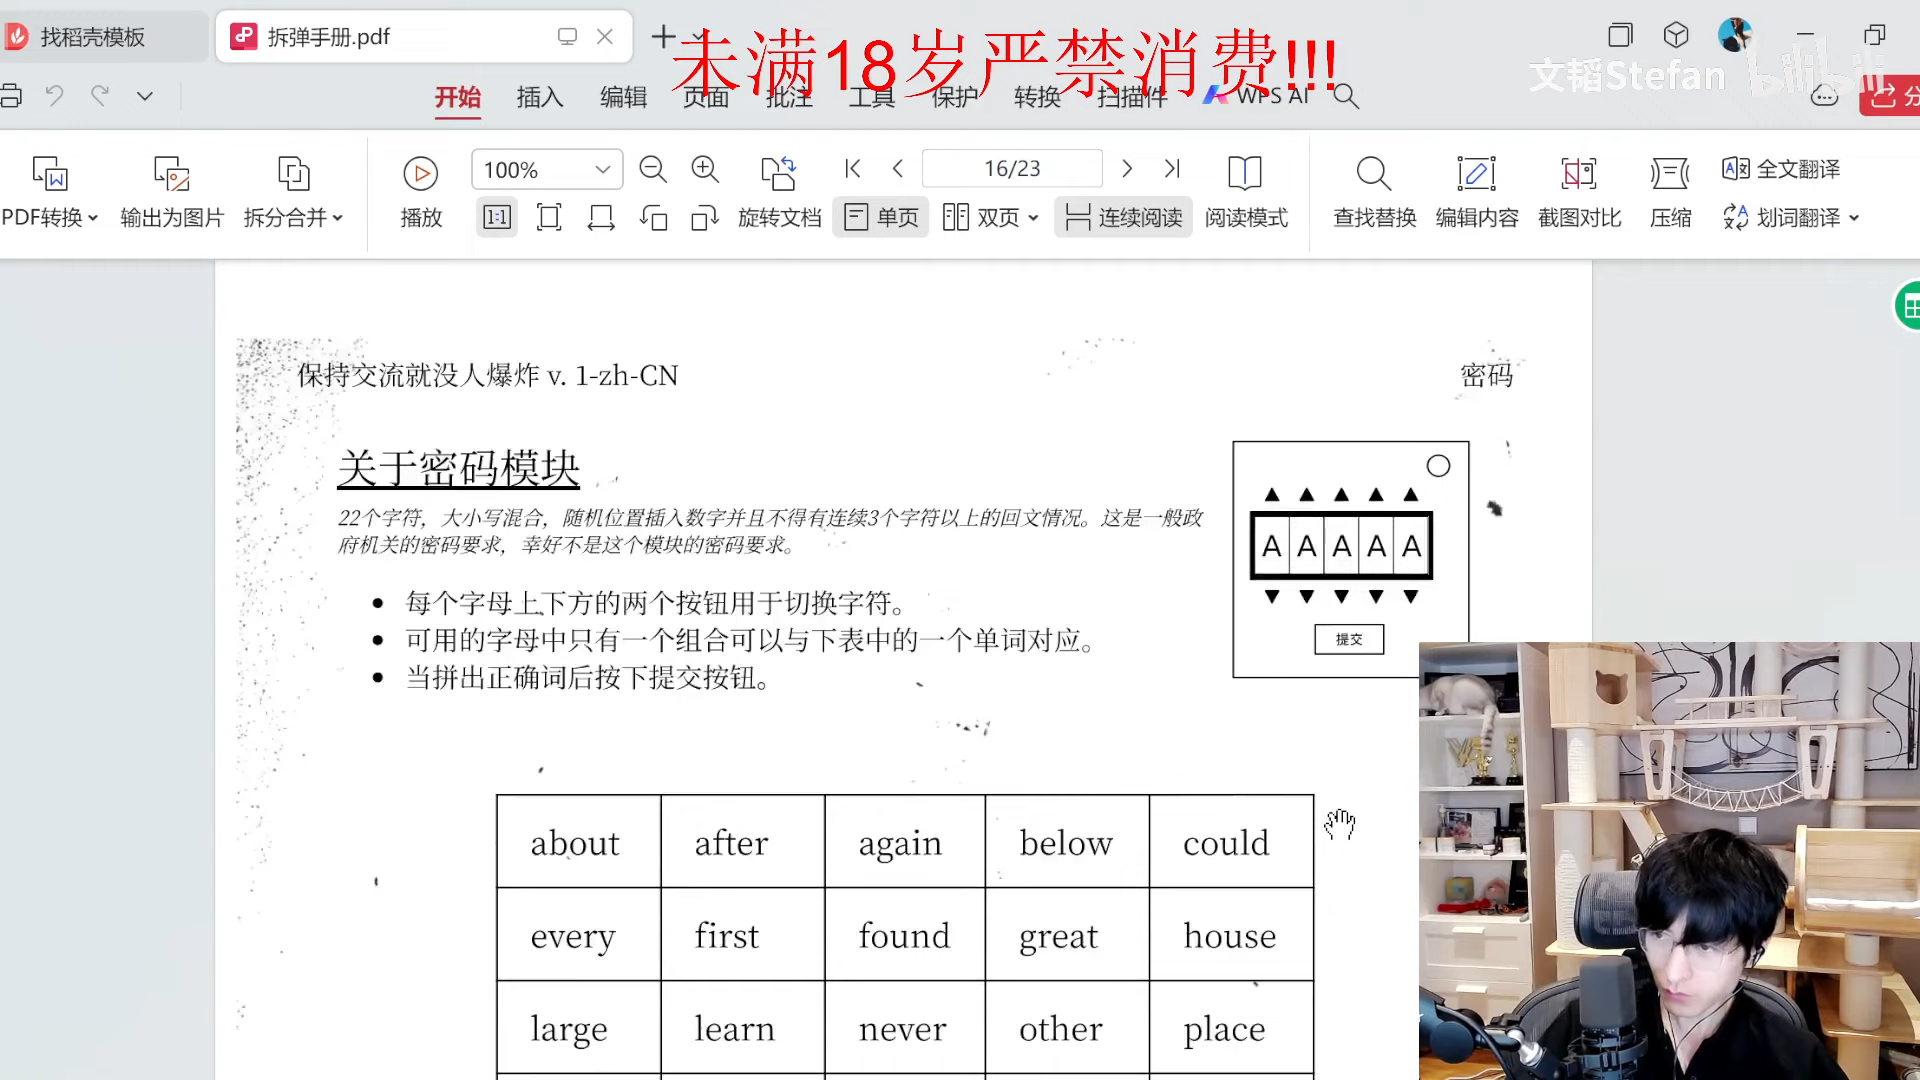 找稻壳模板
拆弹手册.pdf
未满18岁严禁消费!!!
文韬Stefan bilibili
开始 插入 编辑 页面 批注 工具 保护 转换 扫描件 WPS AI
分
100%
16/23
全文翻译
PDF转换 输出为图片 拆分合并 播放 旋转文档 单页 双页 连续阅读 阅读模式 查找替换 编辑内容 截图对比 压缩 划词翻译
保持交流就没人爆炸 v. 1-zh-CN
密码
关于密码模块
22个字符，大小写混合，随机位置插入数字并且不得有连续3个字符以上的回文情况。这是一般政
府机关的密码要求，幸好不是这个模块的密码要求。
• 每个字母上下方的两个按钮用于切换字符。
• 可用的字母中只有一个组合可以与下表中的一个单词对应。
• 当拼出正确词后按下提交按钮。
A A A A A
提交
about after again below could
every first found great house
large learn never other place